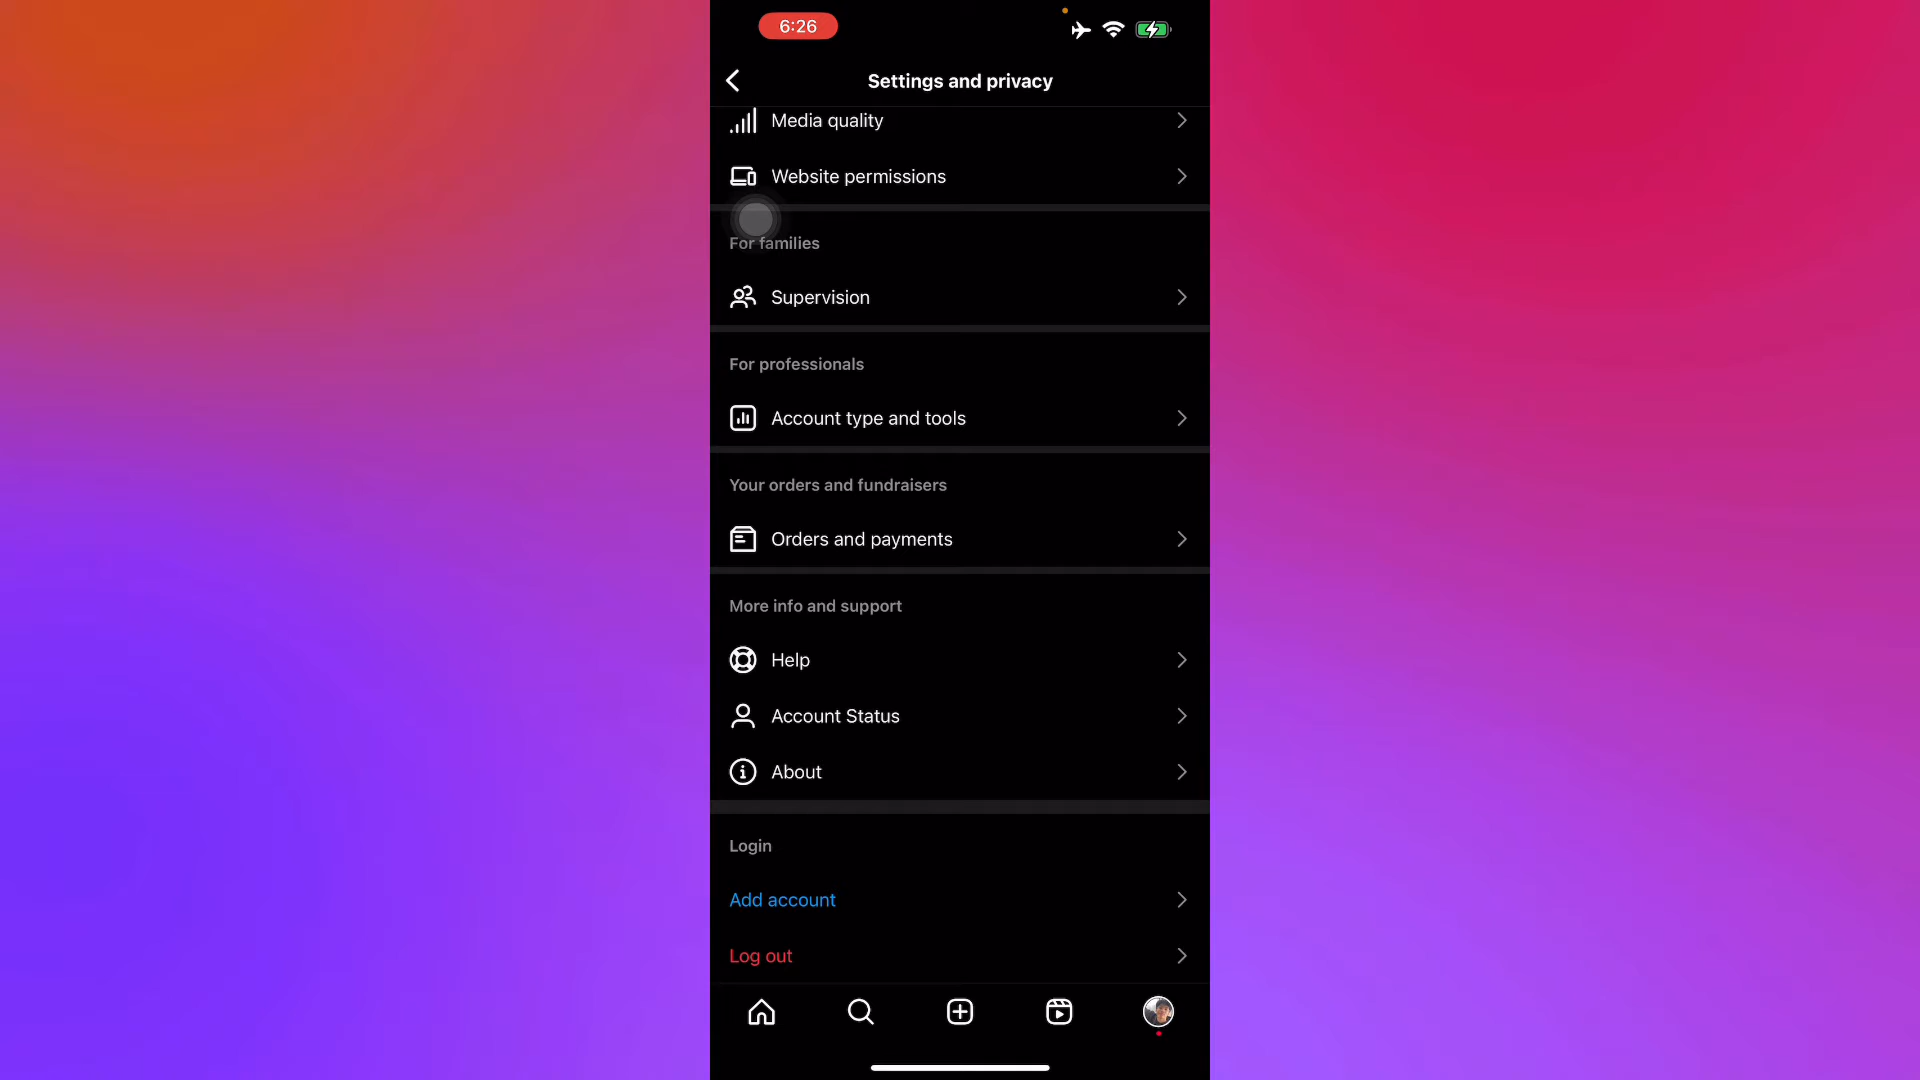 6:26
Settings and privacy
Media quality
Website permissions
For families
Supervision
For professionals
Account type and tools
Your orders and fundraisers
Orders and payments
More info and support
Help
Account Status
About
Login
Add account
Log out